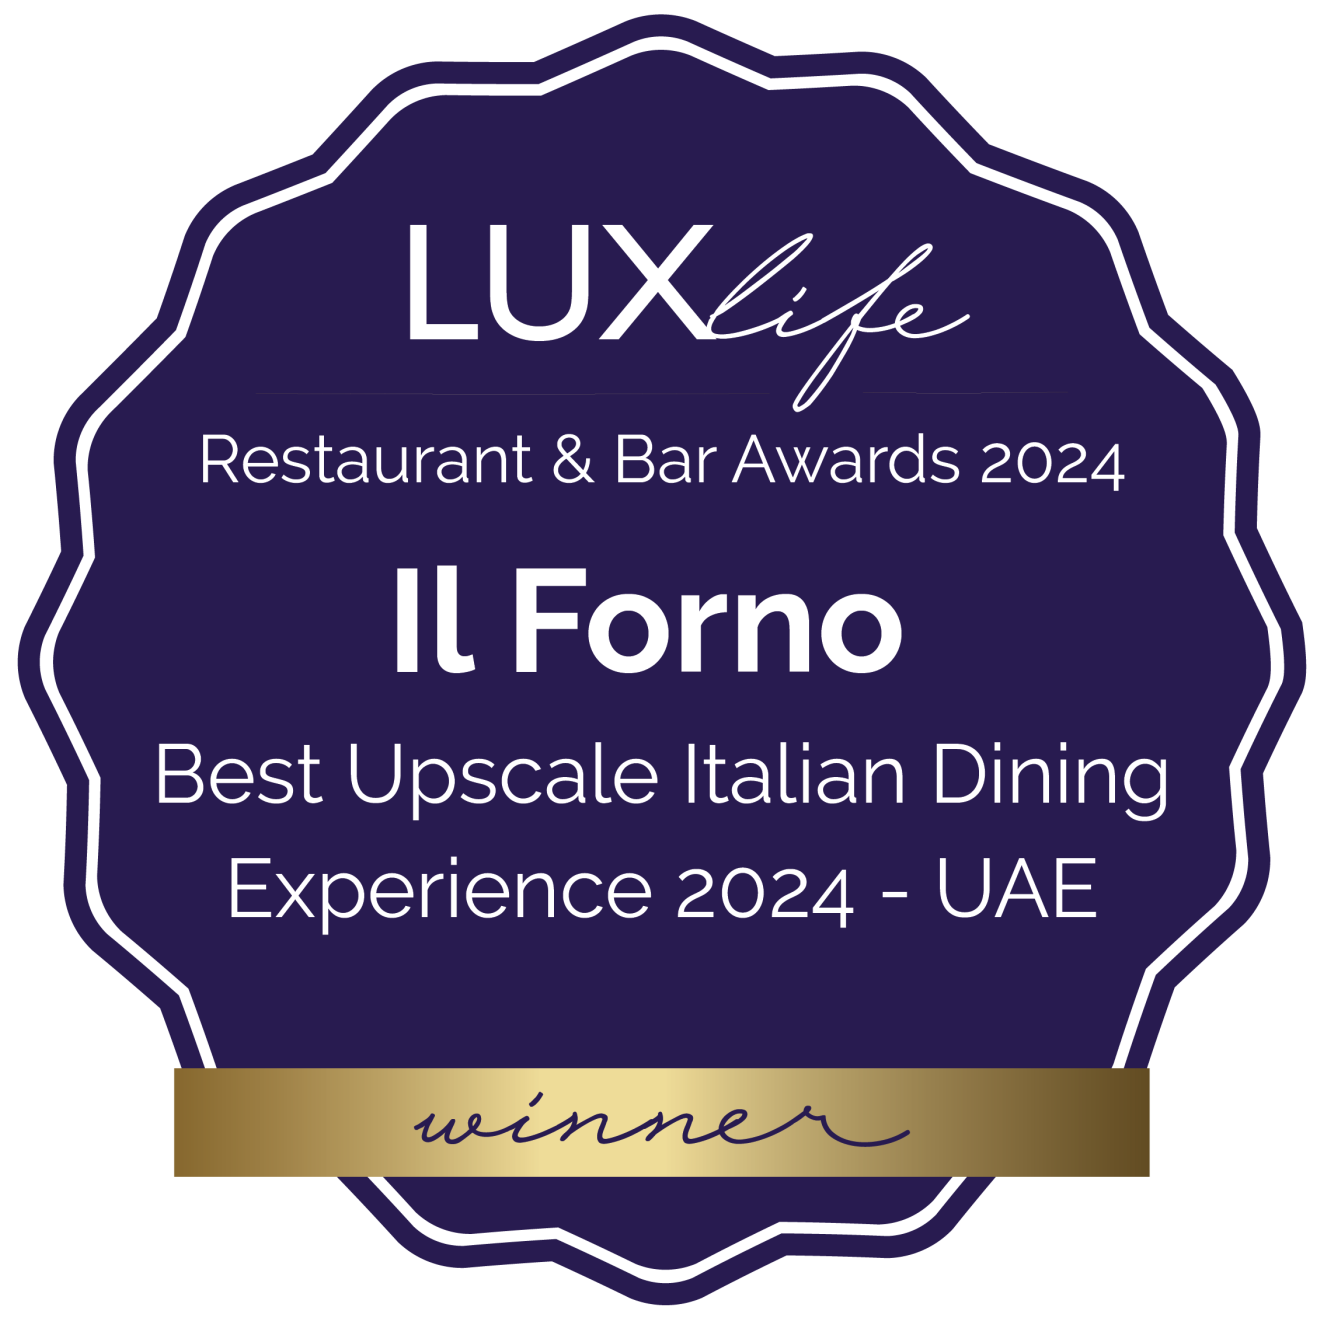 LUXlife
Restaurant & Bar Awards 2024
Il Forno
Best Upscale Italian Dining
Experience 2024 - UAE
winner